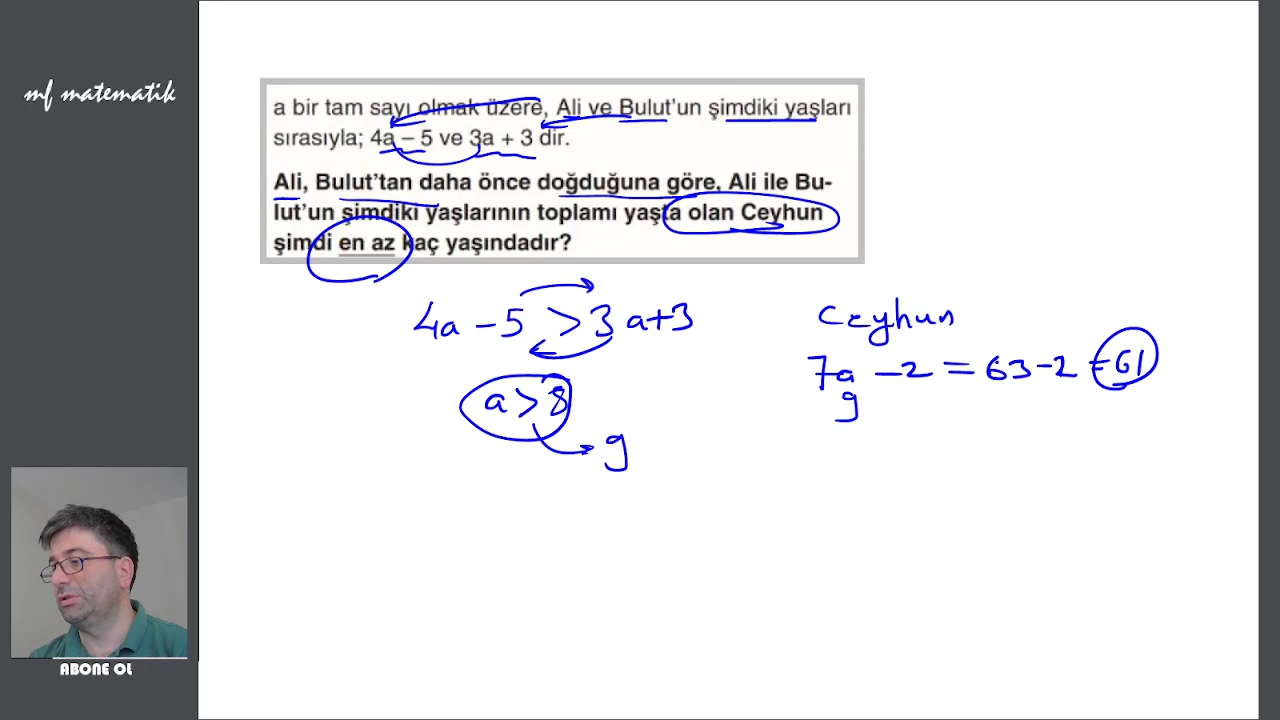 mf matematik
a bir tam sayı olmak üzere, Ali ve Bulut'un şimdiki yaşları
sırasıyla; 4a – 5 ve 3a + 3 dir.
Ali, Bulut'tan daha önce doğduğuna göre, Ali ile Bu-
lut'un şimdiki yaşlarının toplamı yaşta olan Ceyhun
şimdi en az kaç yaşındadır?
4a – 5 > 3a+3
a > 8
9
Ceyhun
7a – 2 = 63-2 = 61
9
ABONE OL